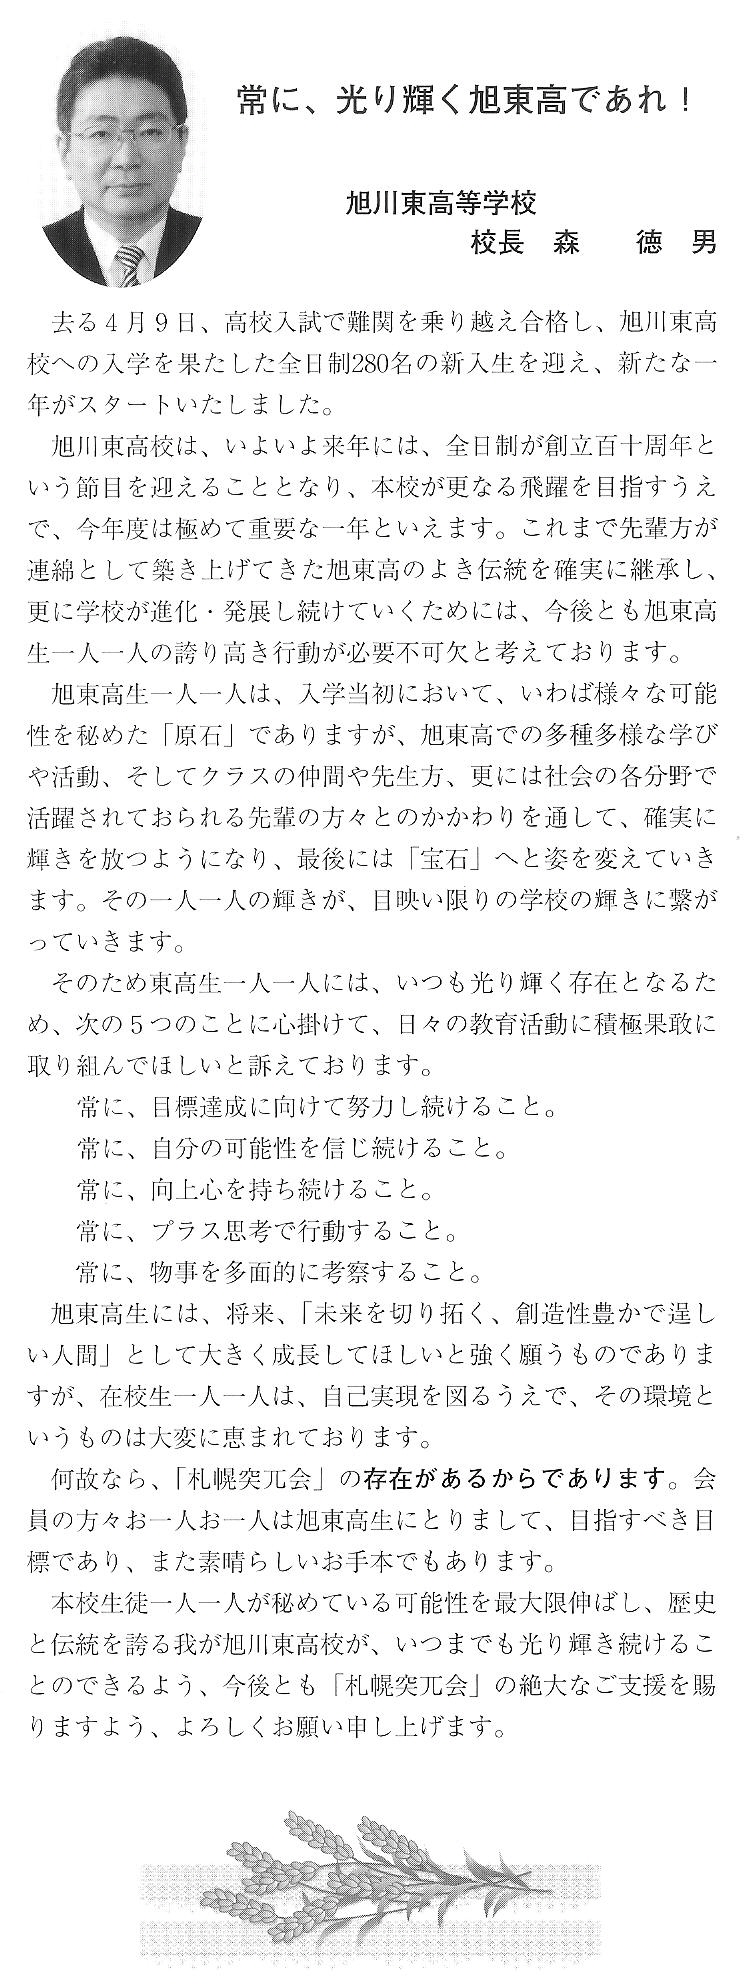 常に、光り輝く旭東高であれ！
旭川東高等学校
校長　森　　徳　男
去る４月９日、高校入試で難関を乗り越え合格し、旭川東高
校への入学を果たした全日制280名の新入生を迎え、新たな一
年がスタートいたしました。
旭川東高校は、いよいよ来年には、全日制が創立百十周年と
いう節目を迎えることとなり、本校が更なる飛躍を目指すうえ
で、今年度は極めて重要な一年といえます。これまで先輩方が
連綿として築き上げてきた旭東高のよき伝統を確実に継承し、
更に学校が進化・発展し続けていくためには、今後とも旭東高
生一人一人の誇り高き行動が必要不可欠と考えております。
旭東高生一人一人は、入学当初において、いわば様々な可能
性を秘めた「原石」でありますが、旭東高での多種多様な学び
や活動、そしてクラスの仲間や先生方、更には社会の各分野で
活躍されておられる先輩の方々とのかかわりを通して、確実に
輝きを放つようになり、最後には「宝石」へと姿を変えていき
ます。その一人一人の輝きが、目映い限りの学校の輝きに繋が
っていきます。
そのため東高生一人一人には、いつも光り輝く存在となるた
め、次の５つのことに心掛けて、日々の教育活動に積極果敢に
取り組んでほしいと訴えております。
常に、目標達成に向けて努力し続けること。
常に、自分の可能性を信じ続けること。
常に、向上心を持ち続けること。
常に、プラス思考で行動すること。
常に、物事を多面的に考察すること。
旭東高生には、将来、「未来を切り拓く、創造性豊かで逞し
い人間」として大きく成長してほしいと強く願うものでありま
すが、在校生一人一人は、自己実現を図るうえで、その環境と
いうものは大変に恵まれております。
何故なら、「札幌突兀会」の存在があるからであります。会
員の方々お一人お一人は旭東高生にとりまして、目指すべき目
標であり、また素晴らしいお手本でもあります。
本校生徒一人一人が秘めている可能性を最大限伸ばし、歴史
と伝統を誇る我が旭川東高校が、いつまでも光り輝き続けるこ
とのできるよう、今後とも「札幌突兀会」の絶大なご支援を賜
りますよう、よろしくお願い申し上げます。